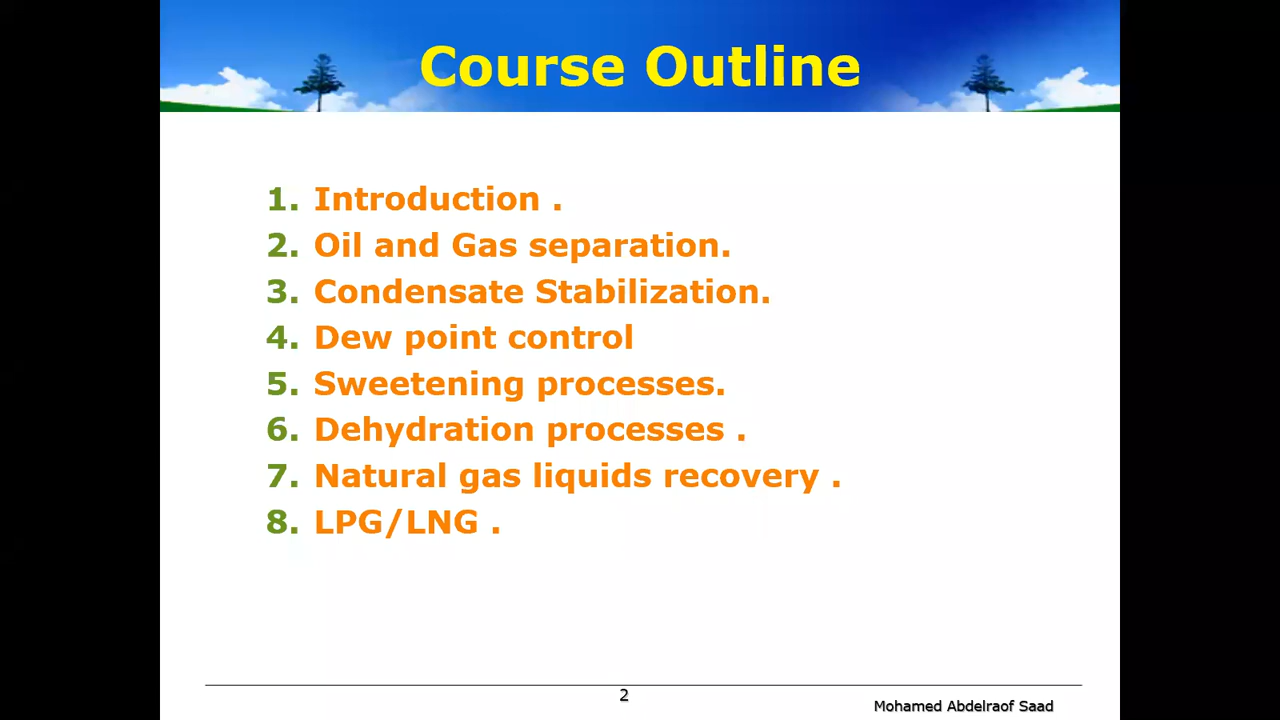 Course Outline
1. Introduction .
2. Oil and Gas separation.
3. Condensate Stabilization.
4. Dew point control
5. Sweetening processes.
6. Dehydration processes .
7. Natural gas liquids recovery .
8. LPG/LNG .
2
Mohamed Abdelraof Saad